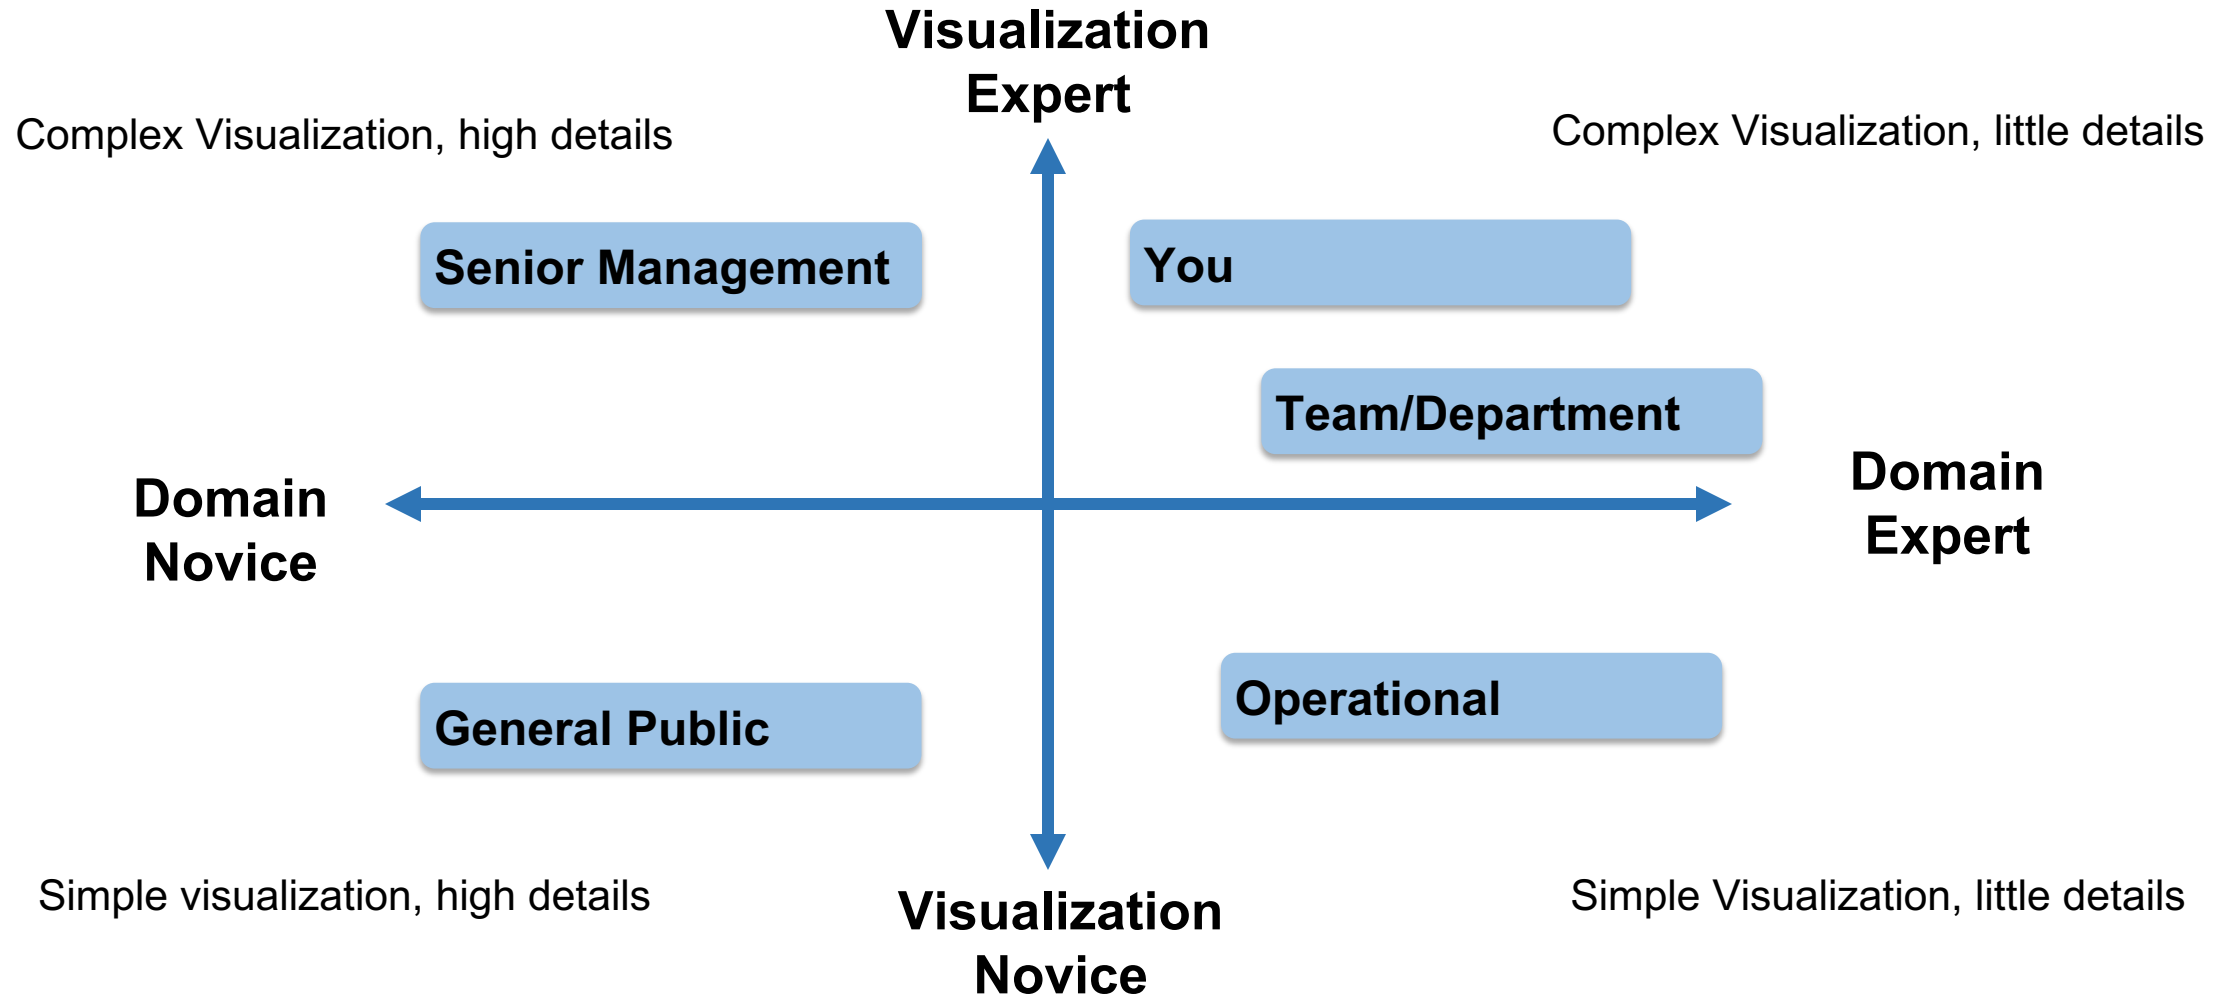 Visualization
Expert
Complex Visualization, high details
Complex Visualization, little details
Senior Management
You
Team/Department
Domain
Novice
Domain
Expert
General Public
Operational
Simple visualization, high details
Simple Visualization, little details
Visualization
Novice